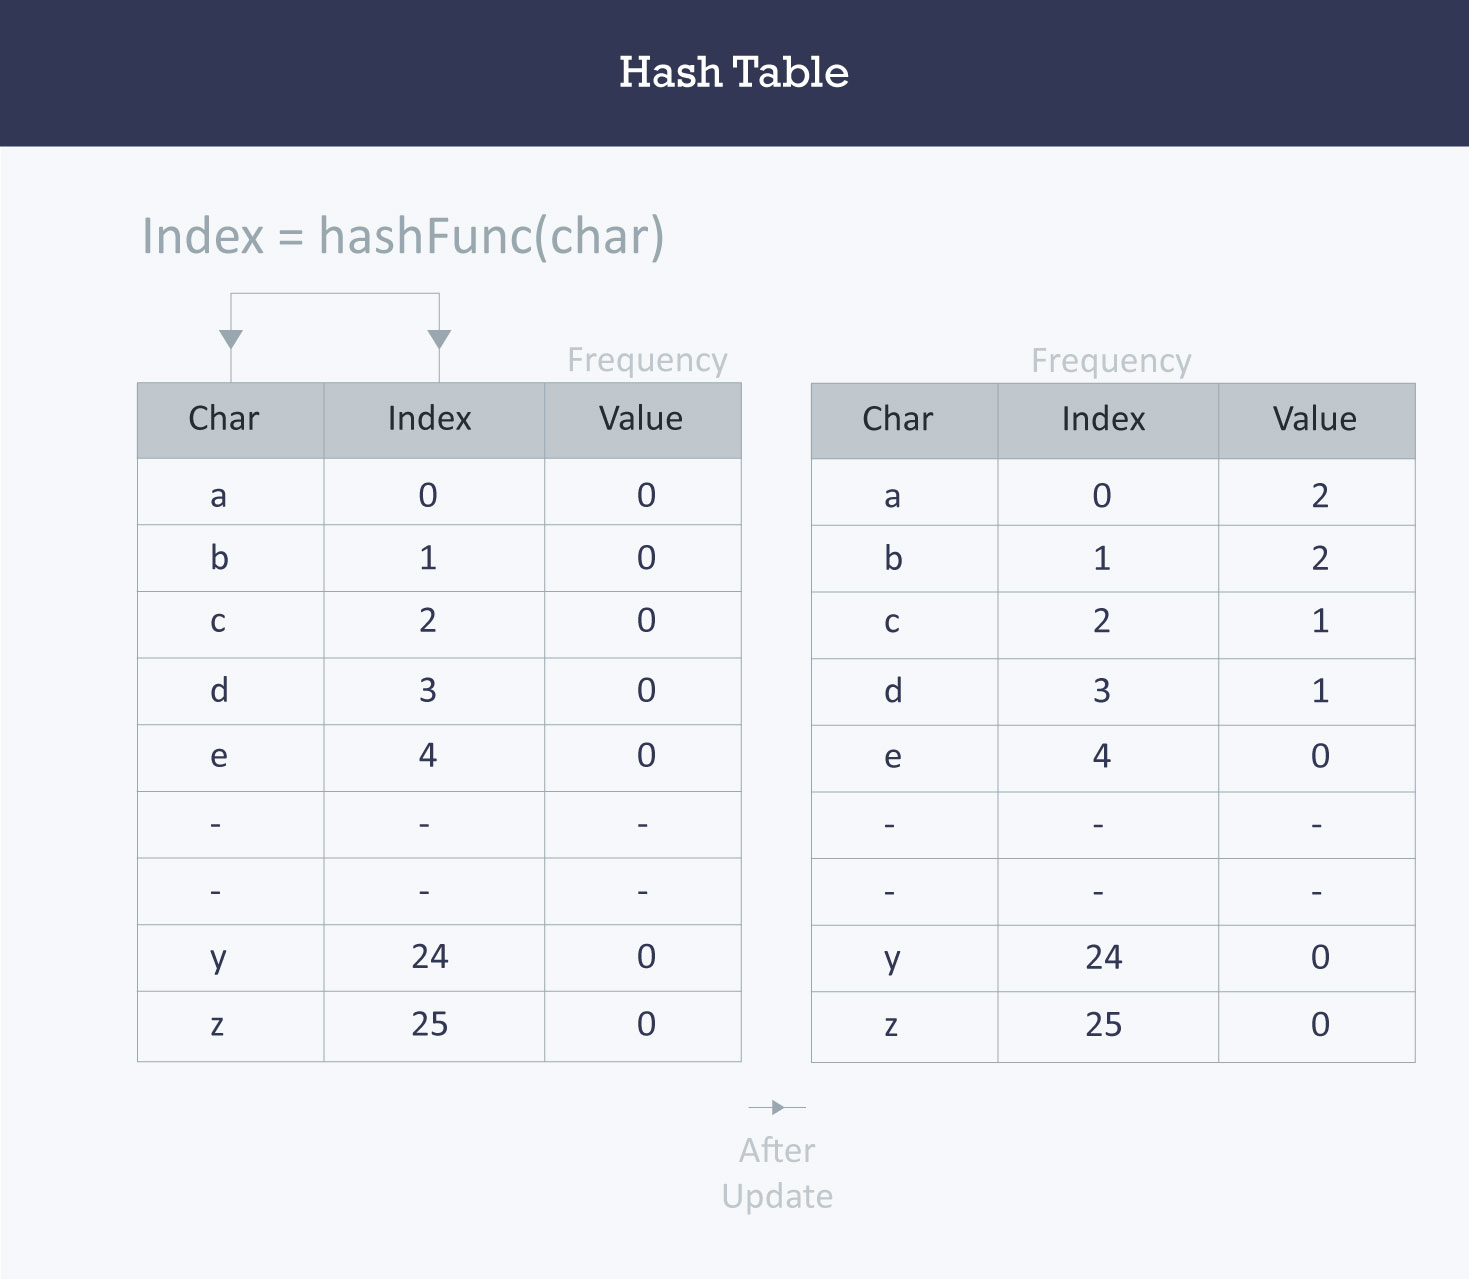 Hash Table
Index = hashFunc(char)
Frequency
Char Index Value
a 0 0
b 1 0
c 2 0
d 3 0
e 4 0
- - -
- - -
y 24 0
z 25 0
Frequency
Char Index Value
a 0 2
b 1 2
c 2 1
d 3 1
e 4 0
- - -
- - -
y 24 0
z 25 0
After
Update